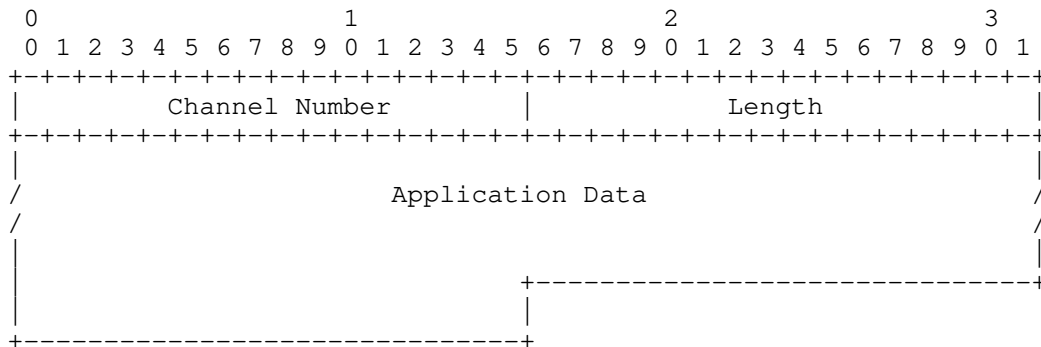 0                   1                   2                   3
0 1 2 3 4 5 6 7 8 9 0 1 2 3 4 5 6 7 8 9 0 1 2 3 4 5 6 7 8 9 0 1
+-+-+-+-+-+-+-+-+-+-+-+-+-+-+-+-+-+-+-+-+-+-+-+-+-+-+-+-+-+-+-+-+
|         Channel Number        |            Length             |
+-+-+-+-+-+-+-+-+-+-+-+-+-+-+-+-+-+-+-+-+-+-+-+-+-+-+-+-+-+-+-+-+
|                                                               |
/                       Application Data                        /
/                                                               /
|                                                               |
|                               +-------------------------------+
|                               |
+-------------------------------+